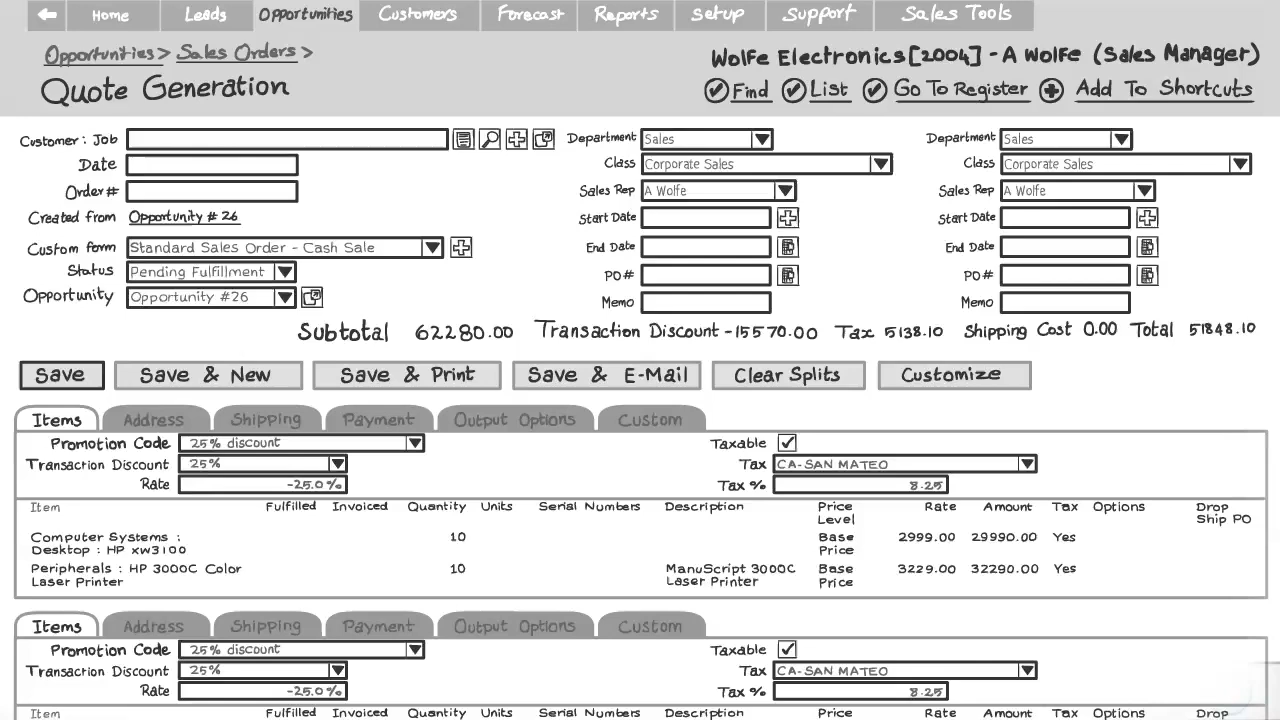 Home Leads Opportunities Customers Forecast Reports Setup Support Sales Tools
Opportunities > Sales Orders >
Wolfe Electronics[2004] - A Wolfe (Sales Manager)
Quote Generation
Find List Go To Register Add To Shortcuts
Customer : Job
Date
Order#
Created from Opportunity # 26
Custom form Standard Sales Order - Cash Sale
Status Pending Fulfillment
Opportunity Opportunity #26
Department Sales
Class Corporate Sales
Sales Rep A Wolfe
Start Date
End Date
PO#
Memo
Department Sales
Class Corporate Sales
Sales Rep A Wolfe
Start Date
End Date
PO#
Memo
Subtotal 62280.00 Transaction Discount -15570.00 Tax 5138.10 Shipping Cost 0.00 Total 51848.10
Save Save & New Save & Print Save & E-Mail Clear Splits Customize
Items Address Shipping Payment Output Options Custom
Promotion Code 25% discount Taxable
Transaction Discount 25% Tax CA-SAN MATEO
Rate -25.0% Tax % 8.25
Item Fulfilled Invoiced Quantity Units Serial Numbers Description Price Level Rate Amount Tax Options Drop Ship PO
Computer Systems : Desktop : HP xw3100 10 Base Price 2999.00 29990.00 Yes
Peripherals : HP 3000C Color Laser Printer 10 ManuScript 3000C Laser Printer Base Price 3229.00 32290.00 Yes
Items Address Shipping Payment Output Options Custom
Promotion Code 25% discount Taxable
Transaction Discount 25% Tax CA-SAN MATEO
Rate -25.0% Tax % 8.25
Item Fulfilled Invoiced Quantity Units Serial Numbers Description Price Rate Amount Tax Options Drop